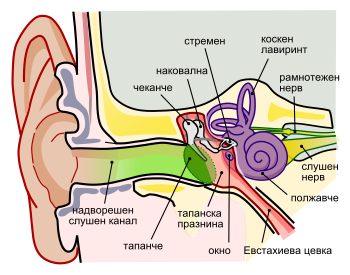 стремен
коскен
лавиринт
наковална
рамнотежен
нерв
чеканче
слушен
нерв
полжавче
надворешен
слушен канал
тапанска
празнина
тапанче
окно
Евстахиева цевка